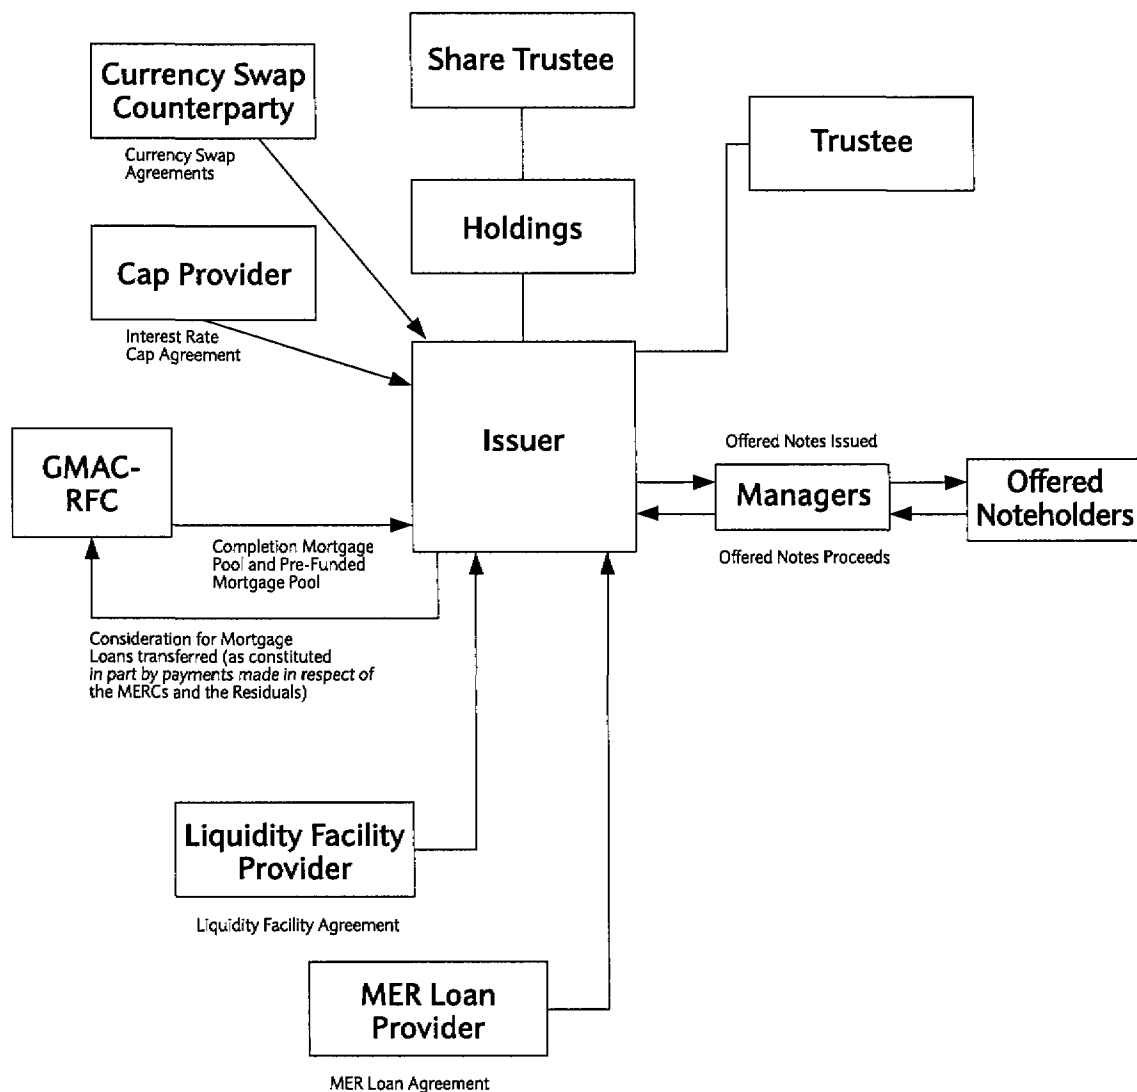 Share Trustee
Currency Swap
Counterparty
Currency Swap
Agreements
Trustee
Holdings
Cap Provider
Interest Rate
Cap Agreement
Issuer
GMAC-
RFC
Completion Mortgage
Pool and Pre-Funded
Mortgage Pool
Consideration for Mortgage
Loans transferred (as constituted
in part by payments made in respect of
the MERCs and the Residuals)
Offered Notes Issued
Managers
Offered Notes Proceeds
Offered
Noteholders
Liquidity Facility
Provider
Liquidity Facility Agreement
MER Loan
Provider
MER Loan Agreement